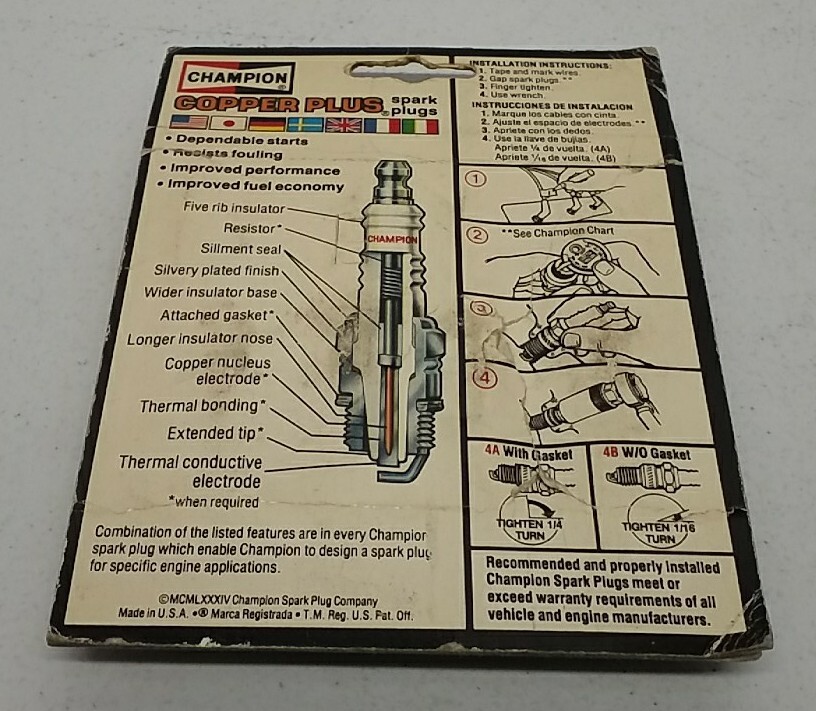 CHAMPION
COPPER PLUS® spark plugs
• Dependable starts
• Resists fouling
• Improved performance
• Improved fuel economy
Five rib insulator
Resistor*
CHAMPION
Sillment seal
Silvery plated finish
Wider insulator base
Attached gasket*
Longer insulator nose
Copper nucleus
electrode*
Thermal bonding*
Extended tip*
Thermal conductive
electrode
*when required
Combination of the listed features are in every Champion
spark plug which enable Champion to design a spark plug
for specific engine applications.
©MCMLXXXIV Champion Spark Plug Company
Made in U.S.A. •® Marca Registrada • T.M. Reg. U.S. Pat. Off.
INSTALLATION INSTRUCTIONS:
1. Tape and mark wires.
2. Gap spark plugs.**
3. Finger tighten.
4. Use wrench.
INSTRUCCIONES DE INSTALACION
1. Marque los cables con cinta.
2. Ajuste el espacio de electrodes.**
3. Apriete con los dedos.
4. Use la llave de bujias.
Apriete ¼ de vuelta. (4A)
Apriete 1/16 de vuelta. (4B)
1
2 **See Champion Chart
3
4
4A With Gasket
TIGHTEN 1/4
TURN
4B W/O Gasket
TIGHTEN 1/16
TURN
Recommended and properly installed
Champion Spark Plugs meet or
exceed warranty requirements of all
vehicle and engine manufacturers.